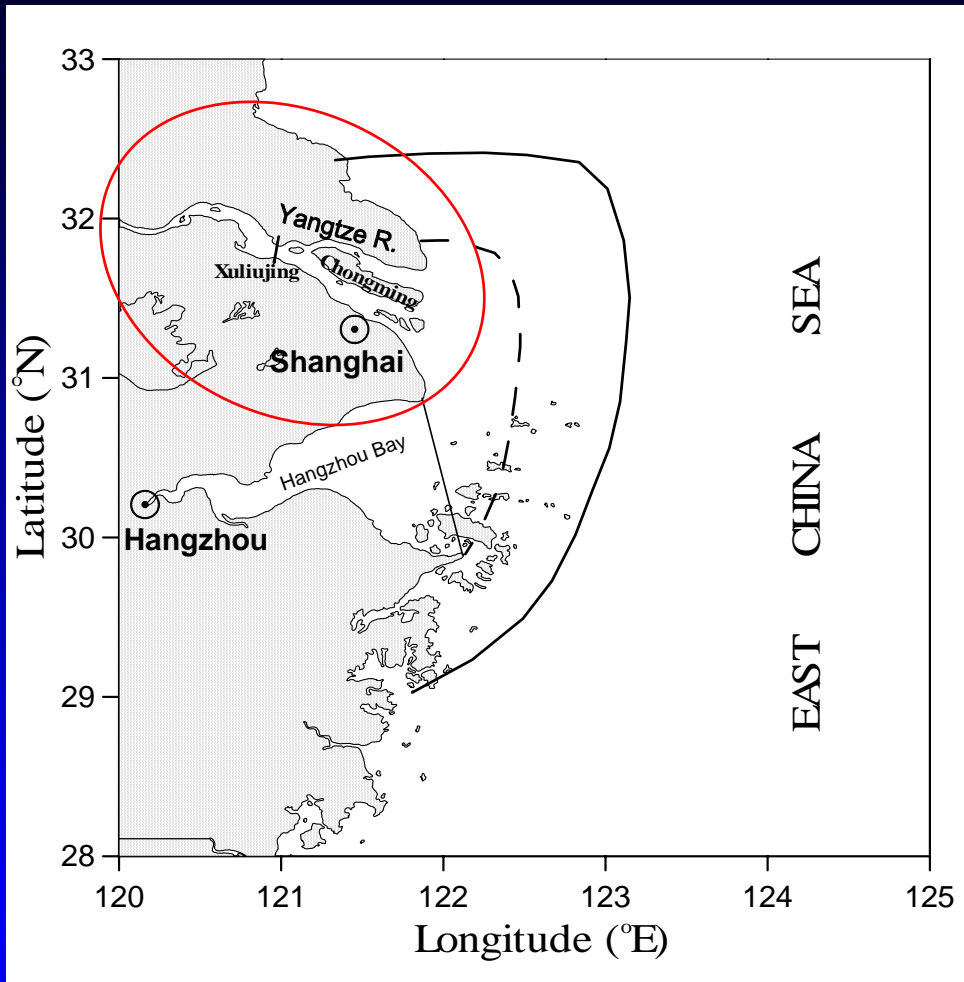 33
32
31
30
29
28
120
121
122
123
124
125
Latitude (°N)
Longitude (°E)
Yangtze R.
Xuliujing
Chongming
Shanghai
Hangzhou Bay
Hangzhou
EAST CHINA SEA